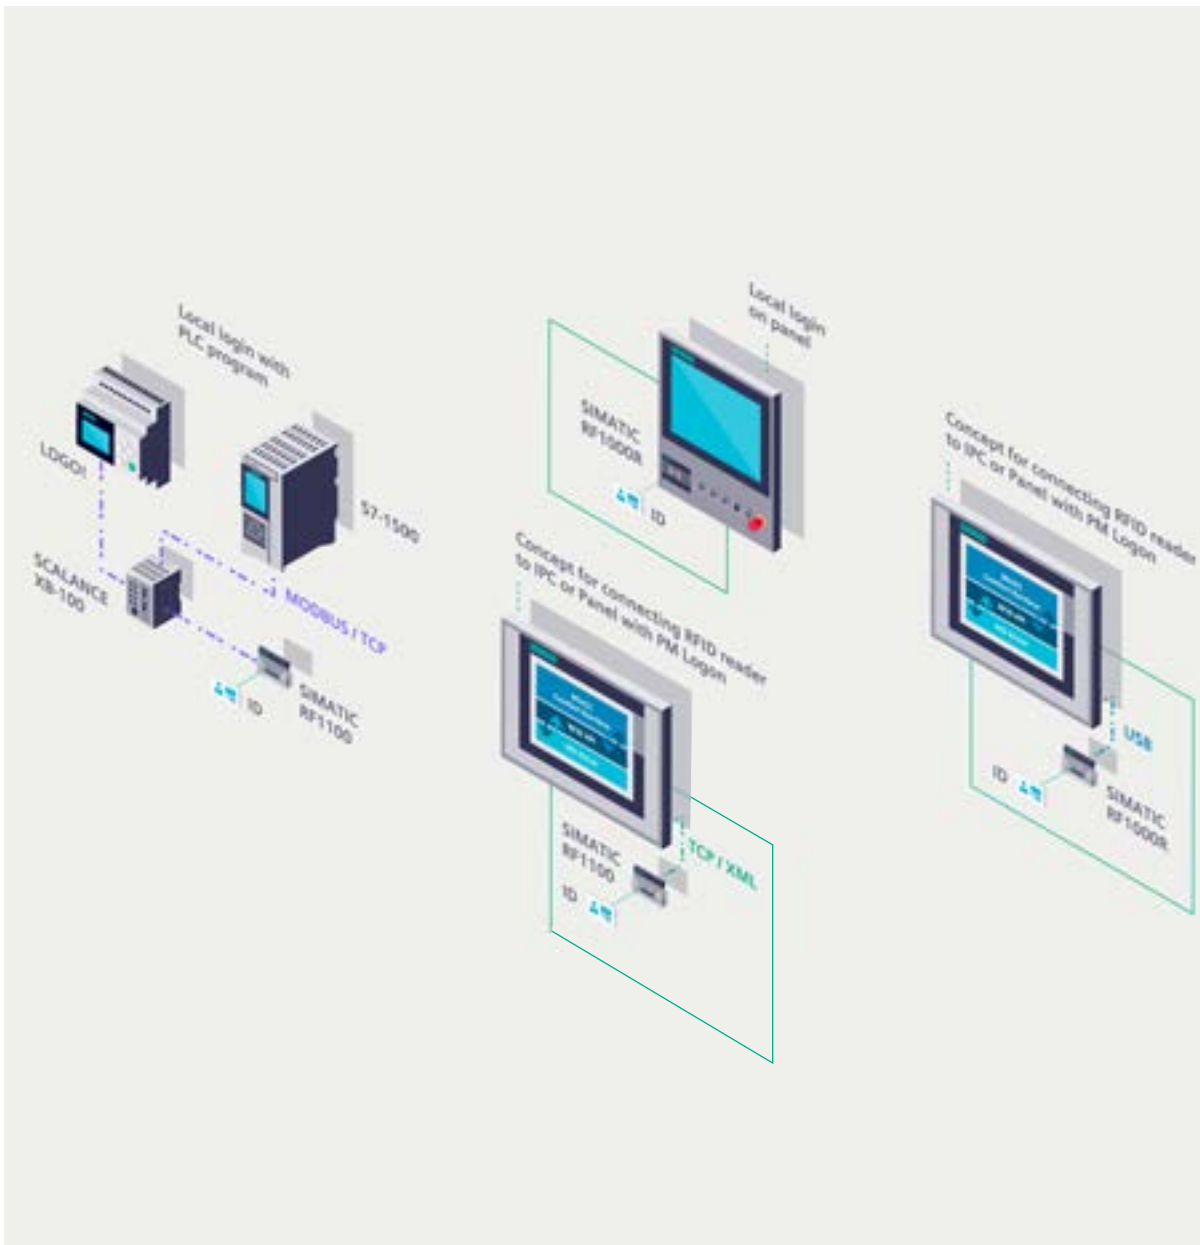 Local login with
PLC program
LOGO!
S7-1500
SCALANCE
XB-100
MODBUS / TCP
SIMATIC
RF1100
ID
Local login
on panel
SIMATIC
RF1000R
ID
Concept for connecting RFID reader
to IPC or Panel with PM Logon
SIMATIC
RF1100
TCP / XML
ID
Concept for connecting RFID reader
to IPC or Panel with PM Logon
USB
ID
SIMATIC
RF1000R